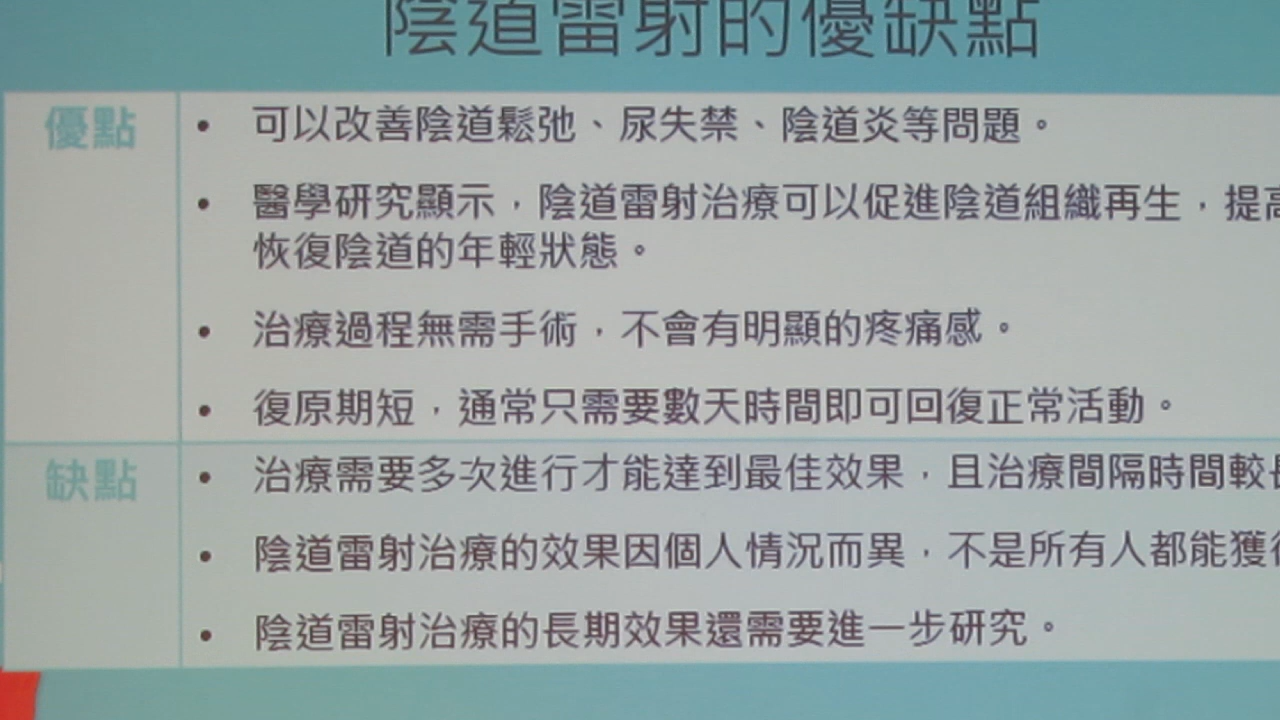 陰道雷射的優缺點
優點
• 可以改善陰道鬆弛、尿失禁、陰道炎等問題。
• 醫學研究顯示，陰道雷射治療可以促進陰道組織再生，提高
恢復陰道的年輕狀態。
• 治療過程無需手術，不會有明顯的疼痛感。
• 復原期短，通常只需要數天時間即可回復正常活動。
缺點
• 治療需要多次進行才能達到最佳效果，且治療間隔時間較長
• 陰道雷射治療的效果因個人情況而異，不是所有人都能獲得
• 陰道雷射治療的長期效果還需要進一步研究。